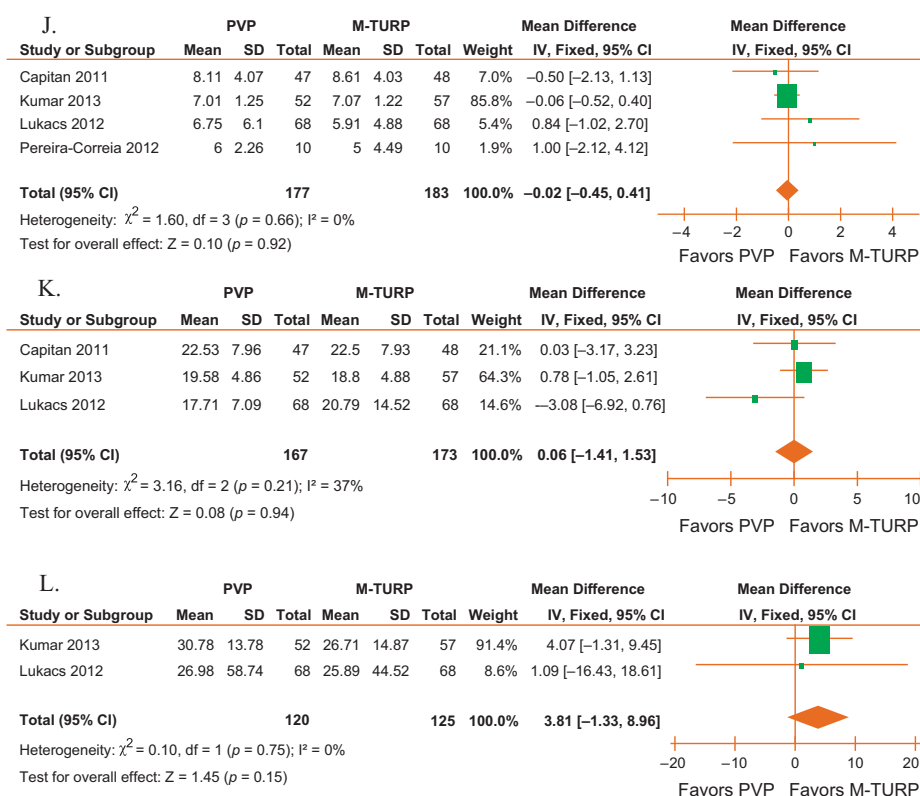 J.
PVP M-TURP Mean Difference Mean Difference
Study or Subgroup Mean SD Total Mean SD Total Weight IV, Fixed, 95% CI IV, Fixed, 95% CI
Capitan 2011 8.11 4.07 47 8.61 4.03 48 7.0% –0.50 [–2.13, 1.13]
Kumar 2013 7.01 1.25 52 7.07 1.22 57 85.8% –0.06 [–0.52, 0.40]
Lukacs 2012 6.75 6.1 68 5.91 4.88 68 5.4% 0.84 [–1.02, 2.70]
Pereira-Correia 2012 6 2.26 10 5 4.49 10 1.9% 1.00 [–2.12, 4.12]
Total (95% CI) 177 183 100.0% –0.02 [–0.45, 0.41]
Heterogeneity: χ² = 1.60, df = 3 (p = 0.66); I² = 0%
–4 –2 0 2 4
Test for overall effect: Z = 0.10 (p = 0.92)
Favors PVP Favors M-TURP
K.
PVP M-TURP Mean Difference Mean Difference
Study or Subgroup Mean SD Total Mean SD Total Weight IV, Fixed, 95% CI IV, Fixed, 95% CI
Capitan 2011 22.53 7.96 47 22.5 7.93 48 21.1% 0.03 [–3.17, 3.23]
Kumar 2013 19.58 4.86 52 18.8 4.88 57 64.3% 0.78 [–1.05, 2.61]
Lukacs 2012 17.71 7.09 68 20.79 14.52 68 14.6% -–3.08 [–6.92, 0.76]
Total (95% CI) 167 173 100.0% 0.06 [–1.41, 1.53]
Heterogeneity: χ² = 3.16, df = 2 (p = 0.21); I² = 37%
–10 –5 0 5 10
Test for overall effect: Z = 0.08 (p = 0.94)
Favors PVP Favors M-TURP
L.
PVP M-TURP Mean Difference Mean Difference
Study or Subgroup Mean SD Total Mean SD Total Weight IV, Fixed, 95% CI IV, Fixed, 95% CI
Kumar 2013 30.78 13.78 52 26.71 14.87 57 91.4% 4.07 [–1.31, 9.45]
Lukacs 2012 26.98 58.74 68 25.89 44.52 68 8.6% 1.09 [–16.43, 18.61]
Total (95% CI) 120 125 100.0% 3.81 [–1.33, 8.96]
Heterogeneity: χ² = 0.10, df = 1 (p = 0.75); I² = 0%
–20 –10 0 10 20
Test for overall effect: Z = 1.45 (p = 0.15)
Favors PVP Favors M-TURP